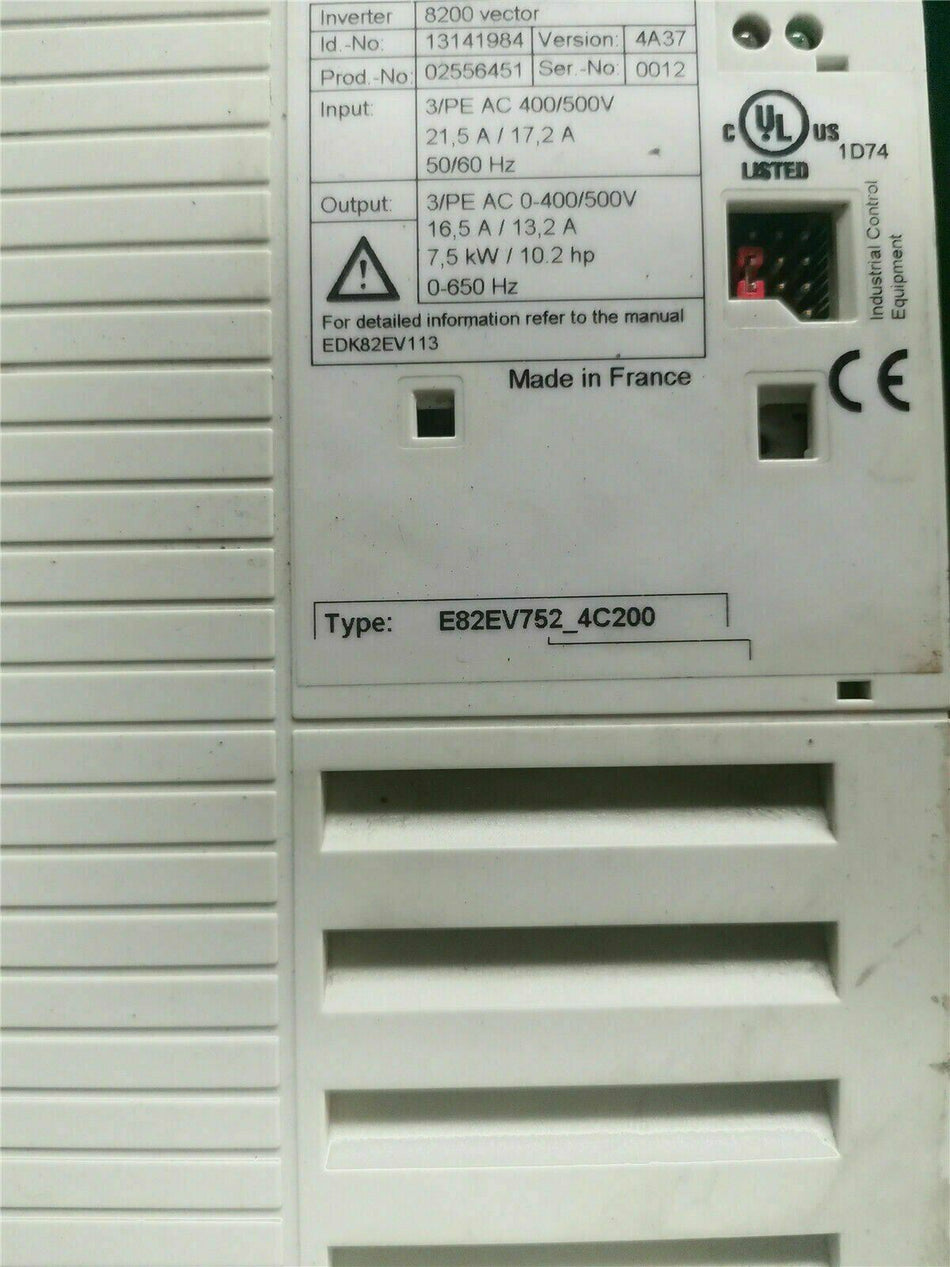 Inverter 8200 vector
Id.-No: 13141984 Version: 4A37
Prod.-No: 02556451 Ser.-No: 0012
Input: 3/PE AC 400/500V
21,5 A / 17,2 A
50/60 Hz
Output: 3/PE AC 0-400/500V
16,5 A / 13,2 A
7,5 kW / 10.2 hp
0-650 Hz
For detailed information refer to the manual
EDK82EV113
Made in France
C UL US
LISTED
1D74
Industrial Control
Equipment
CE
Type: E82EV752_4C200